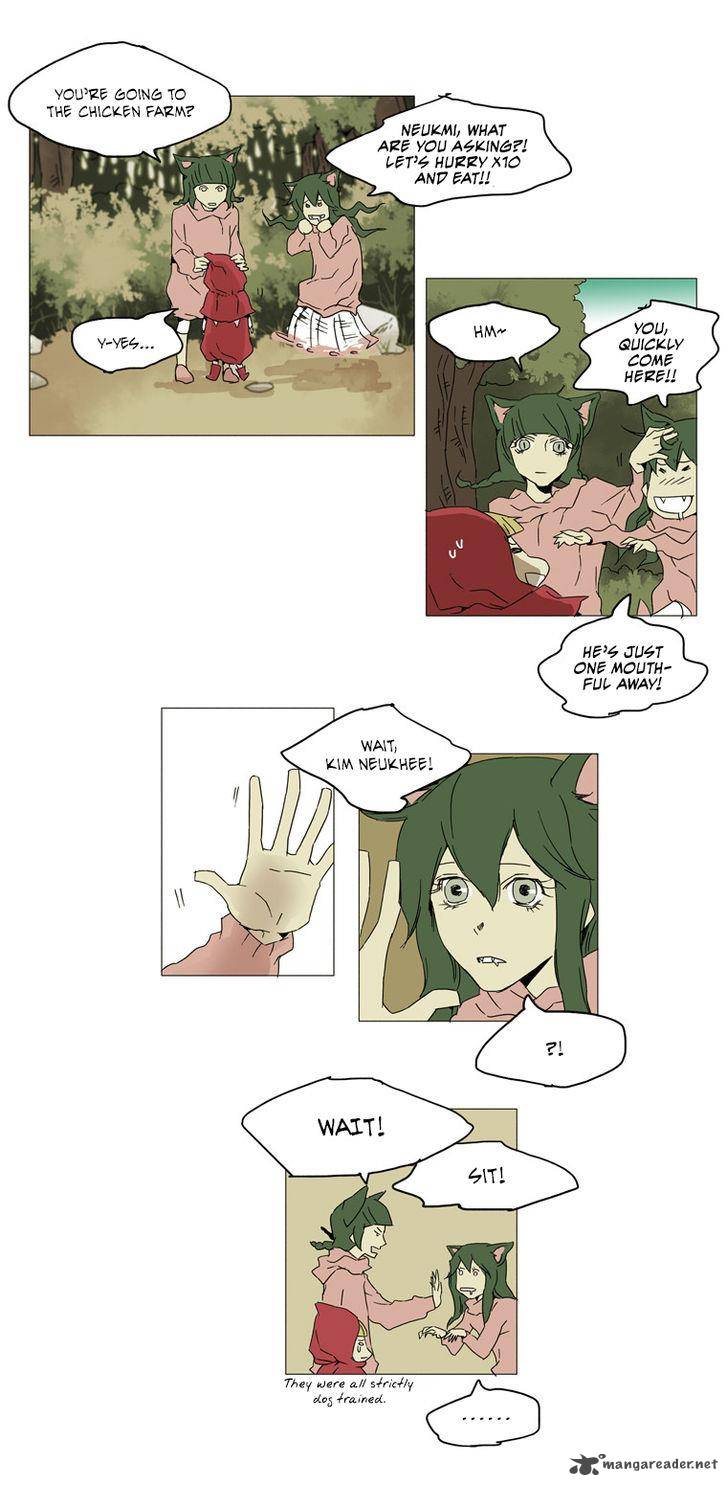 YOU'RE GOING TO
THE CHICKEN FARM?
NEUKMI, WHAT
ARE YOU ASKING?!
LET'S HURRY X10
AND EAT!!
Y-YES...
HM~
YOU,
QUICKLY
COME
HERE!!
HE'S JUST
ONE MOUTH-
FUL AWAY!
WAIT,
KIM NEUKHEE!
?!
WAIT!
SIT!
They were all strictly
dog trained.
......
mangareader.net